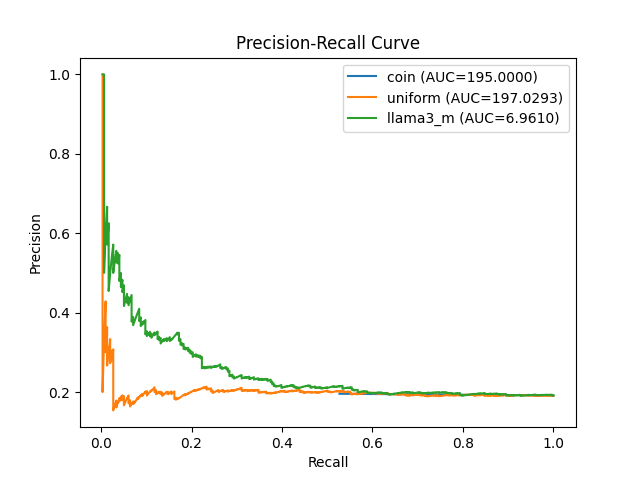 Precision-Recall Curve
coin (AUC=195.0000)
uniform (AUC=197.0293)
llama3_m (AUC=6.9610)
1.0
0.8
0.6
0.4
0.2
Precision
0.0
0.2
0.4
0.6
0.8
1.0
Recall